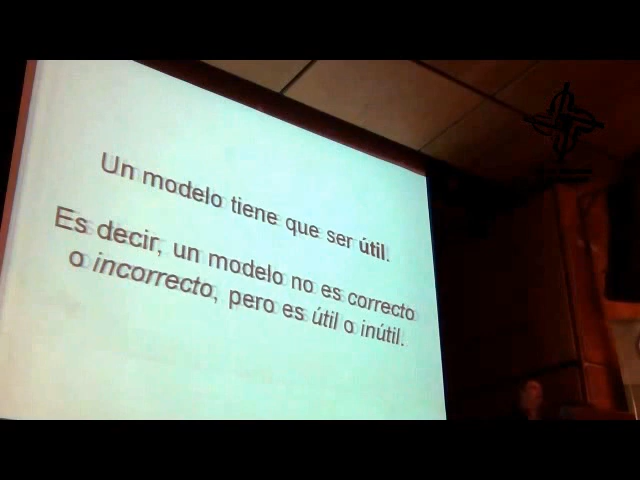 Un modelo tiene que ser útil.
Es decir, un modelo no es correcto
o incorrecto, pero es útil o inútil.